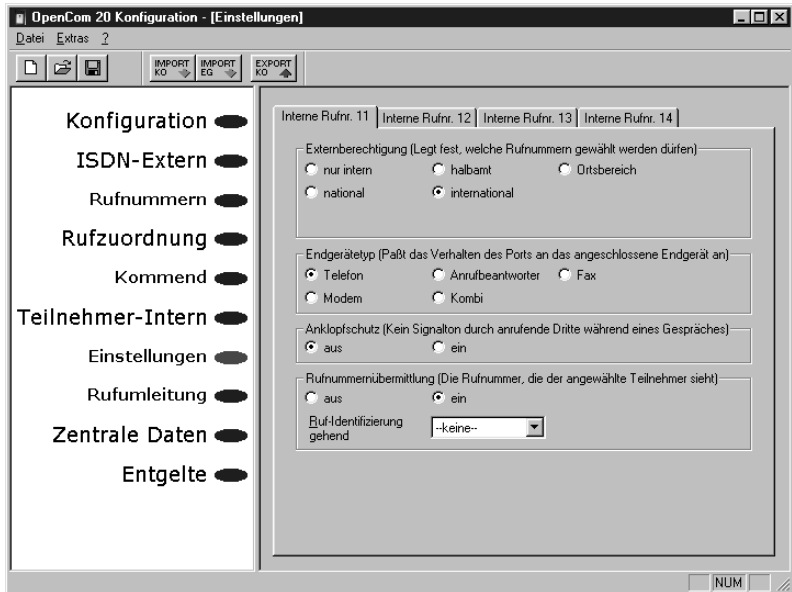 OpenCom 20 Konfiguration - [Einstellungen]
Datei Extras ?
IMPORT KO IMPORT EG EXPORT KO
Konfiguration
ISDN-Extern
Rufnummern
Rufzuordnung
Kommend
Teilnehmer-Intern
Einstellungen
Rufumleitung
Zentrale Daten
Entgelte
Interne Rufnr. 11 Interne Rufnr. 12 Interne Rufnr. 13 Interne Rufnr. 14
Externberechtigung (Legt fest, welche Rufnummern gewählt werden dürfen)
nur intern halbamt Ortsbereich
national international
Endgerätetyp (Paßt das Verhalten des Ports an das angeschlossene Endgerät an)
Telefon Anrufbeantworter Fax
Modem Kombi
Anklopfschutz (Kein Signalton durch anrufende Dritte während eines Gespräches)
aus ein
Rufnummernübermittlung (Die Rufnummer, die der angewählte Teilnehmer sieht)
aus ein
Ruf-Identifizierung
gehend
--keine--
NUM